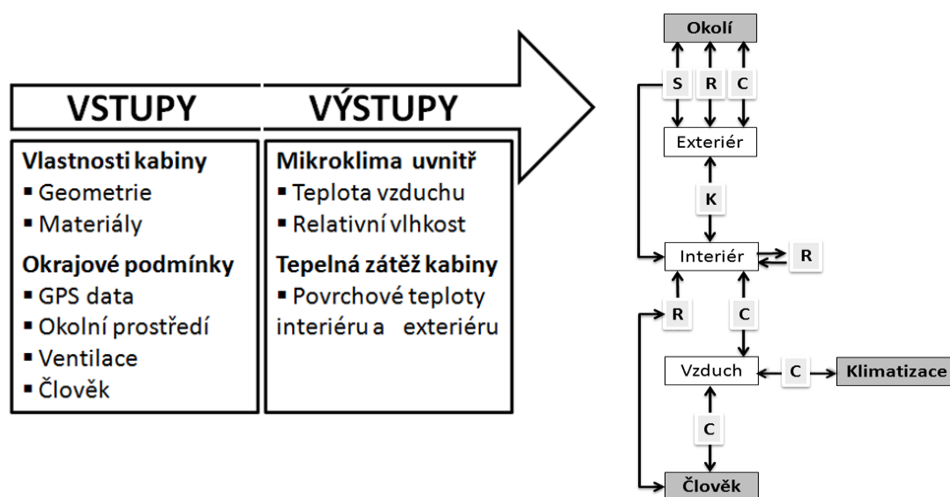 VSTUPY
VÝSTUPY
Vlastnosti kabiny
▪ Geometrie
▪ Materiály
Okrajové podmínky
▪ GPS data
▪ Okolní prostředí
▪ Ventilace
▪ Člověk
Mikroklima uvnitř
▪ Teplota vzduchu
▪ Relativní vlhkost
Tepelná zátěž kabiny
▪ Povrchové teploty
interiéru a exteriéru
Okolí
S R C
Exteriér
K
Interiér
R
R C
Vzduch
C
Klimatizace
C
Člověk